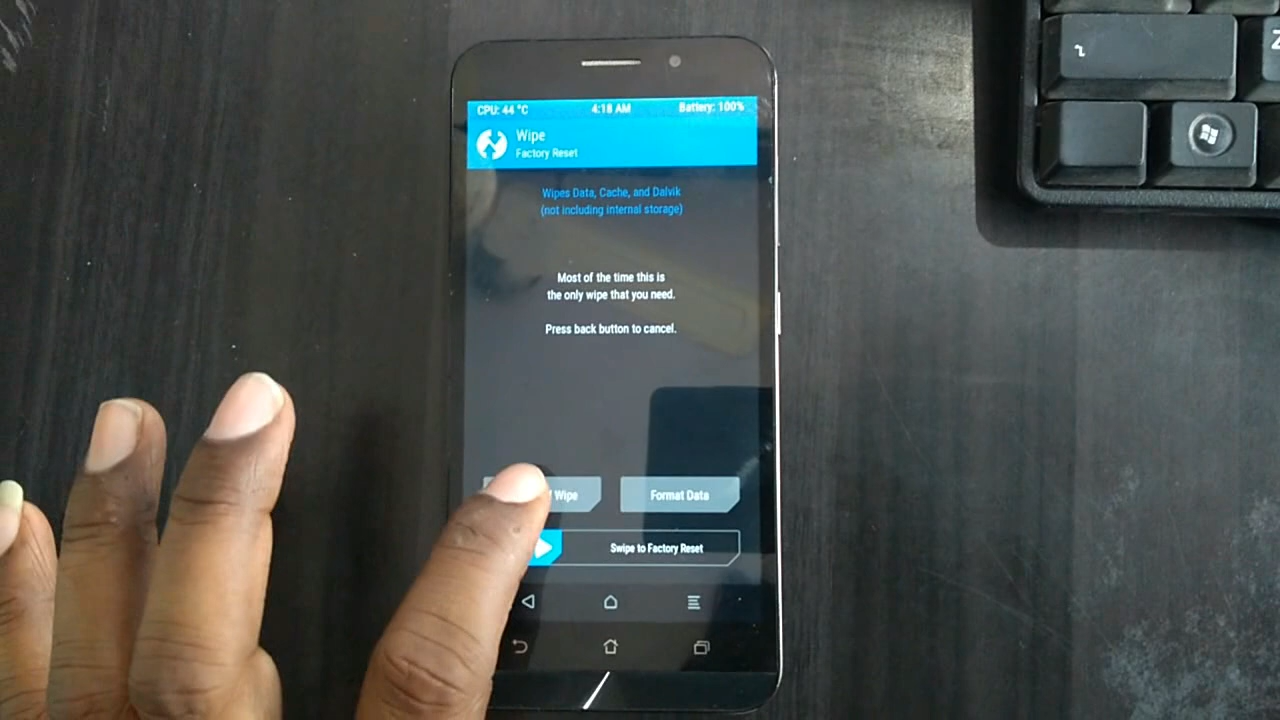 CPU: 44 °C 4:18 AM Battery: 100%
Wipe
Factory Reset
Wipes Data, Cache, and Dalvik
(not including internal storage)
Most of the time this is
the only wipe that you need.
Press back button to cancel.
Wipe Format Data
Swipe to Factory Reset
Z